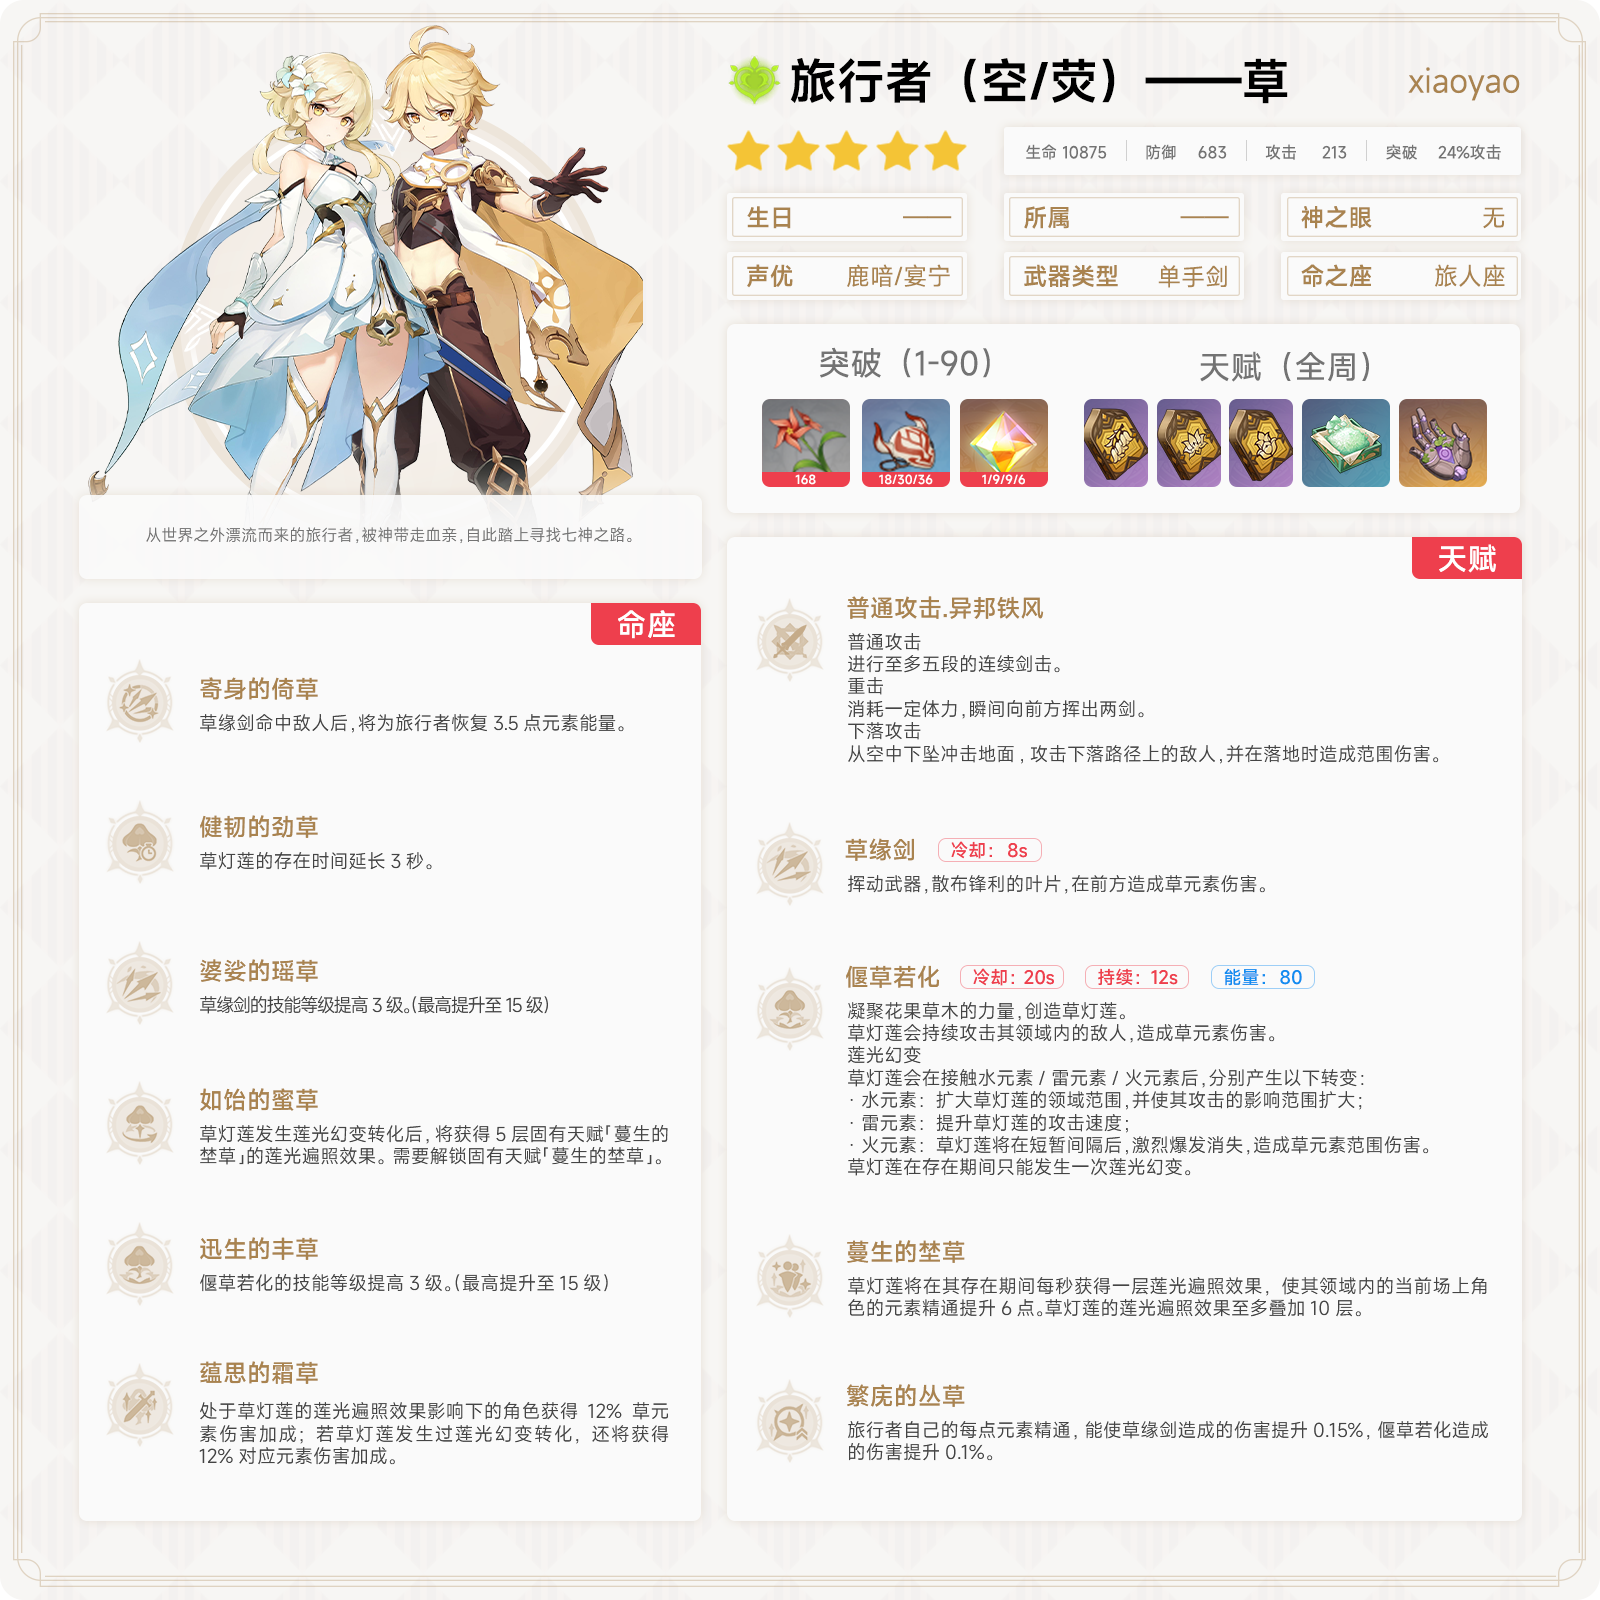 旅行者（空/荧）——草
xiaoyao
生命 10875 防御 683 攻击 213 突破 24%攻击
生日 ——
所属 ——
神之眼 无
声优 鹿喑/宴宁
武器类型 单手剑
命之座 旅人座
突破（1-90）
168
18/30/36
1/9/9/6
天赋（全周）
从世界之外漂流而来的旅行者,被神带走血亲,自此踏上寻找七神之路。
命座
寄身的倚草
草缘剑命中敌人后,将为旅行者恢复 3.5 点元素能量。
健韧的劲草
草灯莲的存在时间延长 3 秒。
婆娑的瑶草
草缘剑的技能等级提高 3 级。(最高提升至 15 级)
如饴的蜜草
草灯莲发生莲光幻变转化后, 将获得 5 层固有天赋「蔓生的
埜草」的莲光遍照效果。需要解锁固有天赋「蔓生的埜草」。
迅生的丰草
偃草若化的技能等级提高 3 级。(最高提升至 15 级)
蕴思的霜草
处于草灯莲的莲光遍照效果影响下的角色获得 12% 草元
素伤害加成；若草灯莲发生过莲光幻变转化，还将获得
12% 对应元素伤害加成。
天赋
普通攻击.异邦铁风
普通攻击
进行至多五段的连续剑击。
重击
消耗一定体力,瞬间向前方挥出两剑。
下落攻击
从空中下坠冲击地面 , 攻击下落路径上的敌人,并在落地时造成范围伤害。
草缘剑 冷却：8s
挥动武器,散布锋利的叶片,在前方造成草元素伤害。
偃草若化 冷却：20s 持续：12s 能量：80
凝聚花果草木的力量,创造草灯莲。
草灯莲会持续攻击其领域内的敌人,造成草元素伤害。
莲光幻变
草灯莲会在接触水元素 / 雷元素 / 火元素后,分别产生以下转变：
· 水元素：扩大草灯莲的领域范围,并使其攻击的影响范围扩大；
· 雷元素：提升草灯莲的攻击速度；
· 火元素：草灯莲将在短暂间隔后,激烈爆发消失,造成草元素范围伤害。
草灯莲在存在期间只能发生一次莲光幻变。
蔓生的埜草
草灯莲将在其存在期间每秒获得一层莲光遍照效果，使其领域内的当前场上角
色的元素精通提升 6 点。草灯莲的莲光遍照效果至多叠加 10 层。
繁庑的丛草
旅行者自己的每点元素精通, 能使草缘剑造成的伤害提升 0.15%，偃草若化造成
的伤害提升 0.1%。